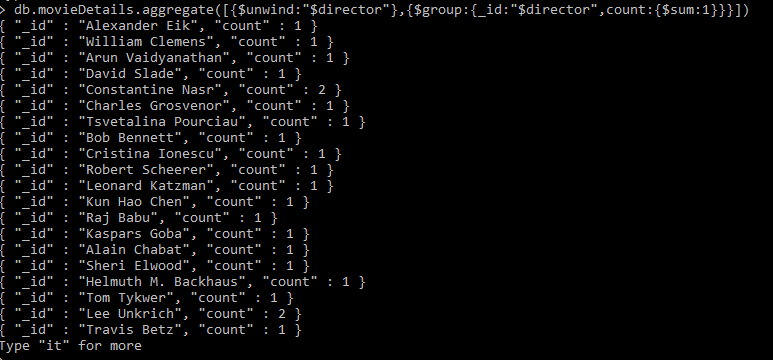 > db.movieDetails.aggregate([{$unwind:"$director"},{$group:{_id:"$director",count:{$sum:1}}}])
{ "_id" : "Alexander Eik", "count" : 1 }
{ "_id" : "William Clemens", "count" : 1 }
{ "_id" : "Arun Vaidyanathan", "count" : 1 }
{ "_id" : "David Slade", "count" : 1 }
{ "_id" : "Constantine Nasr", "count" : 2 }
{ "_id" : "Charles Grosvenor", "count" : 1 }
{ "_id" : "Tsvetalina Pourciau", "count" : 1 }
{ "_id" : "Bob Bennett", "count" : 1 }
{ "_id" : "Cristina Ionescu", "count" : 1 }
{ "_id" : "Robert Scheerer", "count" : 1 }
{ "_id" : "Leonard Katzman", "count" : 1 }
{ "_id" : "Kun Hao Chen", "count" : 1 }
{ "_id" : "Raj Babu", "count" : 1 }
{ "_id" : "Kaspars Goba", "count" : 1 }
{ "_id" : "Alain Chabat", "count" : 1 }
{ "_id" : "Sheri Elwood", "count" : 1 }
{ "_id" : "Helmuth M. Backhaus", "count" : 1 }
{ "_id" : "Tom Tykwer", "count" : 1 }
{ "_id" : "Lee Unkrich", "count" : 2 }
{ "_id" : "Travis Betz", "count" : 1 }
Type "it" for more